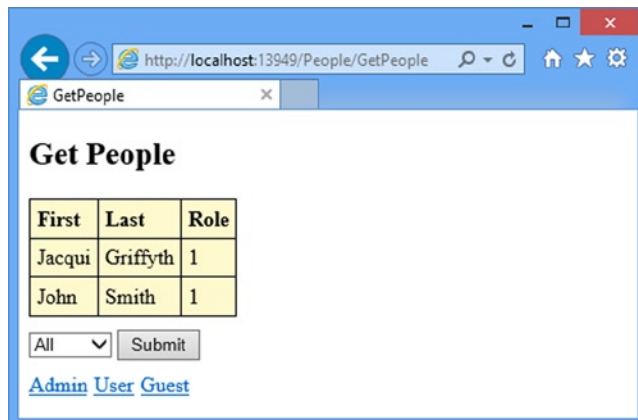 http://localhost:13949/People/GetPeople
GetPeople
Get People
First Last Role
Jacqui Griffyth 1
John Smith 1
All Submit
Admin User Guest